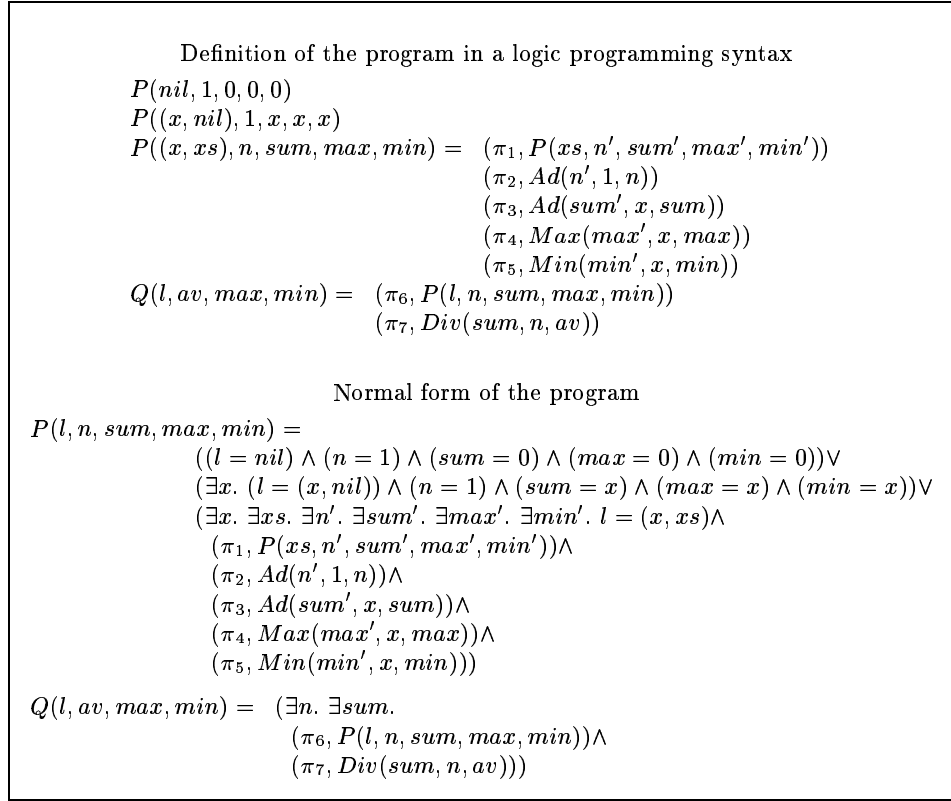 Definition of the program in a logic programming syntax
P(nil, 1, 0, 0, 0)
P((x, nil), 1, x, x, x)
P((x, xs), n, sum, max, min) = (π₁, P(xs, n′, sum′, max′, min′))
(π₂, Ad(n′, 1, n))
(π₃, Ad(sum′, x, sum))
(π₄, Max(max′, x, max))
(π₅, Min(min′, x, min))
Q(l, av, max, min) = (π₆, P(l, n, sum, max, min))
(π₇, Div(sum, n, av))
Normal form of the program
P(l, n, sum, max, min) =
((l = nil) ∧ (n = 1) ∧ (sum = 0) ∧ (max = 0) ∧ (min = 0))∨
(∃x. (l = (x, nil)) ∧ (n = 1) ∧ (sum = x) ∧ (max = x) ∧ (min = x))∨
(∃x. ∃xs. ∃n′. ∃sum′. ∃max′. ∃min′. l = (x, xs)∧
(π₁, P(xs, n′, sum′, max′, min′))∧
(π₂, Ad(n′, 1, n))∧
(π₃, Ad(sum′, x, sum))∧
(π₄, Max(max′, x, max))∧
(π₅, Min(min′, x, min)))
Q(l, av, max, min) = (∃n. ∃sum.
(π₆, P(l, n, sum, max, min))∧
(π₇, Div(sum, n, av)))